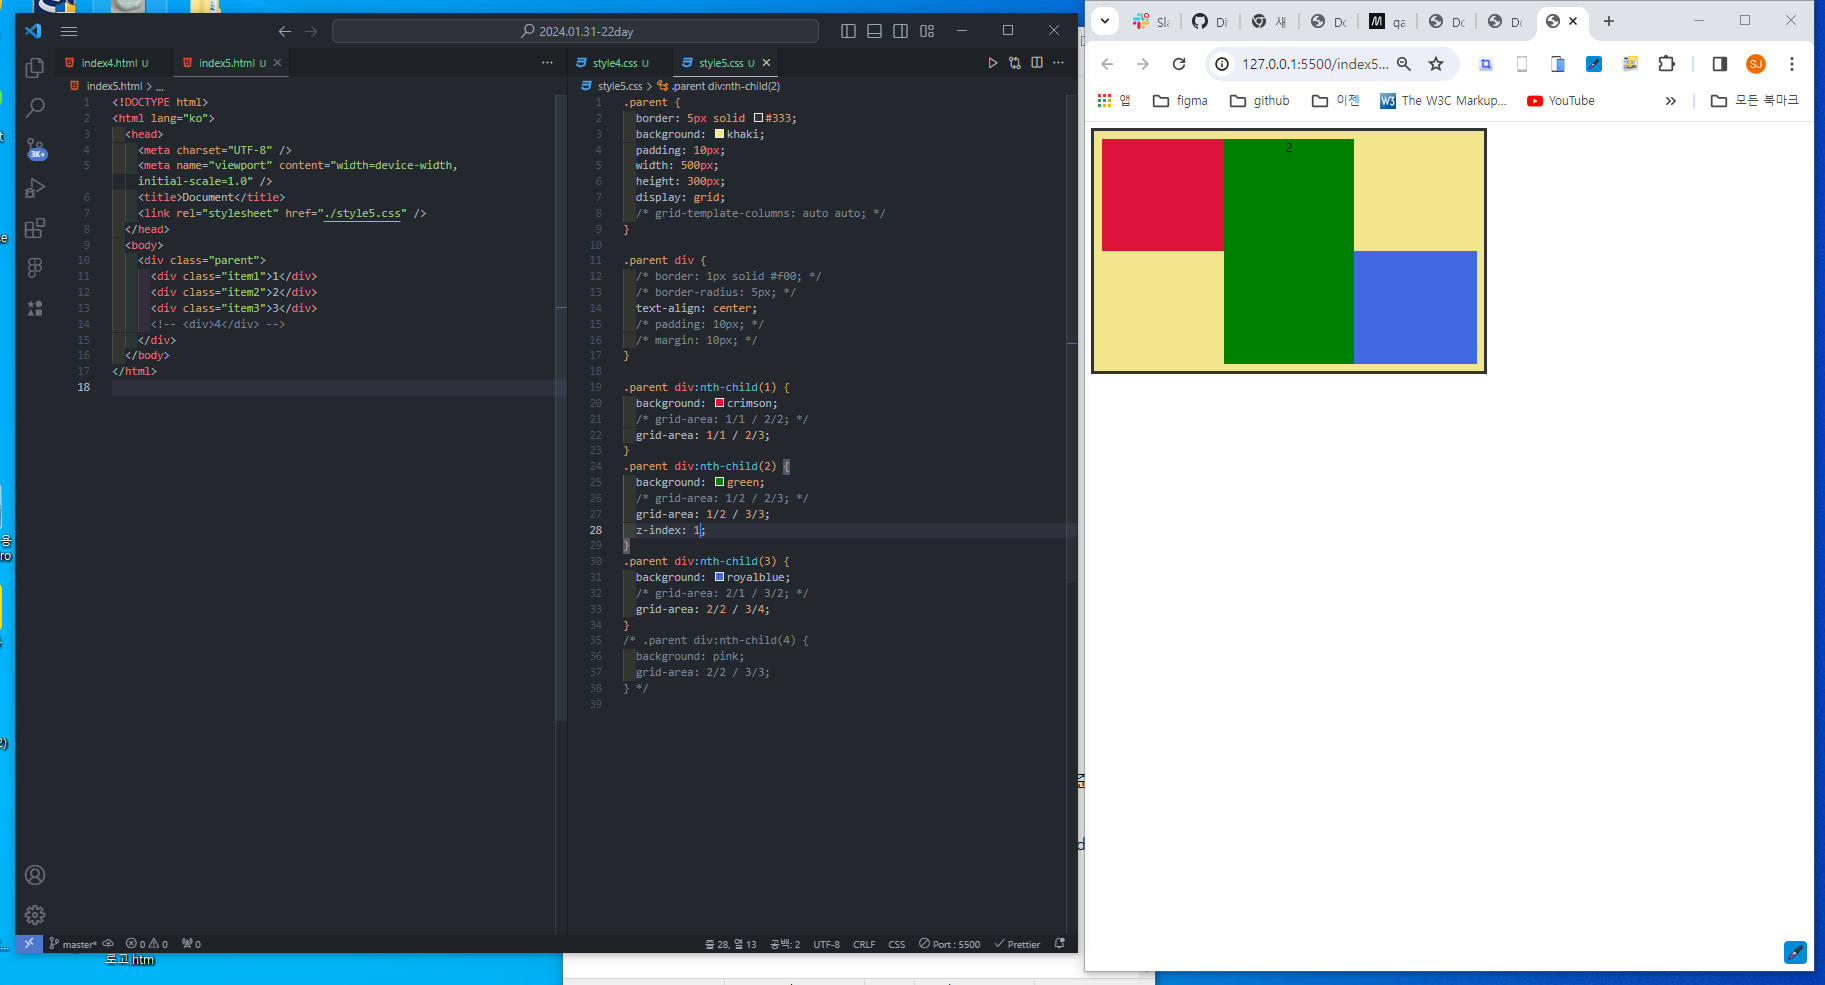 2024.01.31-22day
index4.html U
index5.html U
style4.css U
style5.css U
index5.html > ...
style5.css > .parent div:nth-child(2)
1 <!DOCTYPE html>
2 <html lang="ko">
3 <head>
4 <meta charset="UTF-8" />
5 <meta name="viewport" content="width=device-width,
initial-scale=1.0" />
6 <title>Document</title>
7 <link rel="stylesheet" href="./style5.css" />
8 </head>
9 <body>
10 <div class="parent">
11 <div class="item1">1</div>
12 <div class="item2">2</div>
13 <div class="item3">3</div>
14 <!-- <div>4</div> -->
15 </div>
16 </body>
17 </html>
18
1 .parent {
2 border: 5px solid #333;
3 background: khaki;
4 padding: 10px;
5 width: 500px;
6 height: 300px;
7 display: grid;
8 /* grid-template-columns: auto auto; */
9 }
10
11 .parent div {
12 /* border: 1px solid #f00; */
13 /* border-radius: 5px; */
14 text-align: center;
15 /* padding: 10px; */
16 /* margin: 10px; */
17 }
18
19 .parent div:nth-child(1) {
20 background: crimson;
21 /* grid-area: 1/1 / 2/2; */
22 grid-area: 1/1 / 2/3;
23 }
24 .parent div:nth-child(2) {
25 background: green;
26 /* grid-area: 1/2 / 2/3; */
27 grid-area: 1/2 / 3/3;
28 z-index: 1;
29 }
30 .parent div:nth-child(3) {
31 background: royalblue;
32 /* grid-area: 2/1 / 3/2; */
33 grid-area: 2/2 / 3/4;
34 }
35 /* .parent div:nth-child(4) {
36 background: pink;
37 grid-area: 2/2 / 3/3;
38 } */
39
3K+
master*
0
0
0
줄 28, 열 13
공백: 2
UTF-8
CRLF
CSS
Port : 5500
Prettier
로고.htm
Sla
Di
새
Do
qa
Do
Do
127.0.0.1:5500/index5...
SJ
앱
figma
github
이젠
W3
The W3C Markup...
YouTube
»
모든 북마크
2